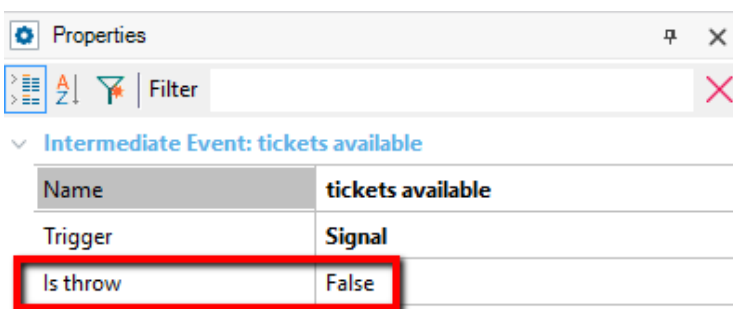 Properties
Filter
Intermediate Event: tickets available
Name tickets available
Trigger Signal
Is throw False